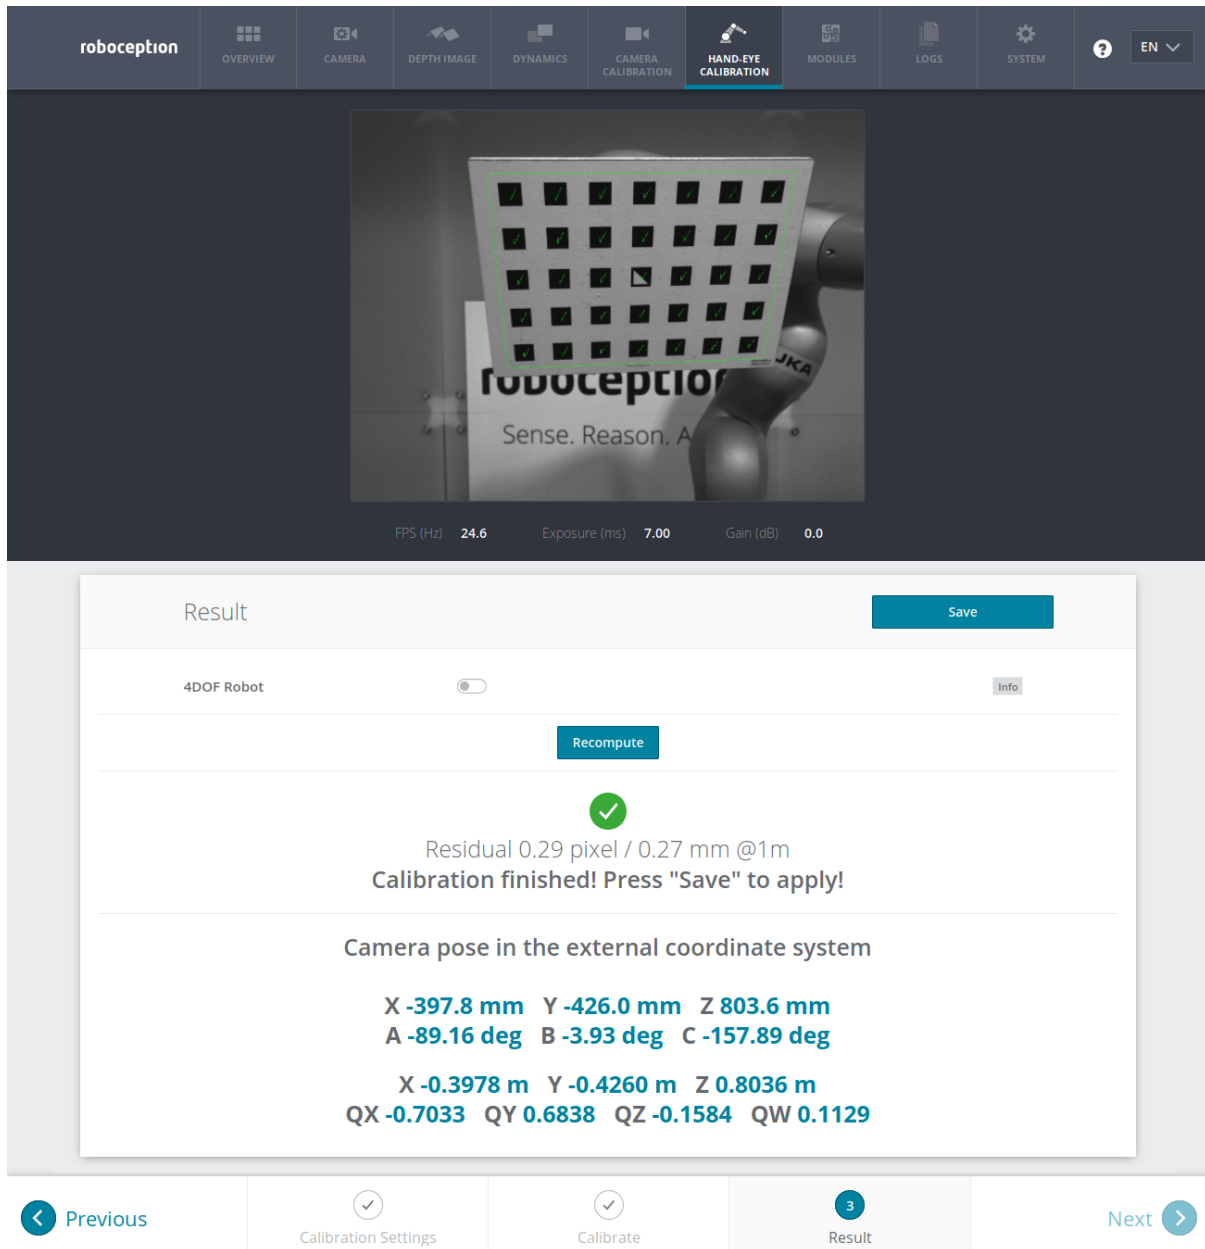 roboception
OVERVIEW
CAMERA
DEPTH IMAGE
DYNAMICS
CAMERA
CALIBRATION
HAND-EYE
CALIBRATION
MODULES
LOGS
SYSTEM
?
EN
roboception
KUKA
Sense. Reason. A
FPS (Hz) 24.6 Exposure (ms) 7.00 Gain (dB) 0.0
Result
Save
4DOF Robot
Info
Recompute
Residual 0.29 pixel / 0.27 mm @1m
Calibration finished! Press "Save" to apply!
Camera pose in the external coordinate system
X -397.8 mm Y -426.0 mm Z 803.6 mm
A -89.16 deg B -3.93 deg C -157.89 deg
X -0.3978 m Y -0.4260 m Z 0.8036 m
QX -0.7033 QY 0.6838 QZ -0.1584 QW 0.1129
Previous
Calibration Settings
Calibrate
3
Result
Next